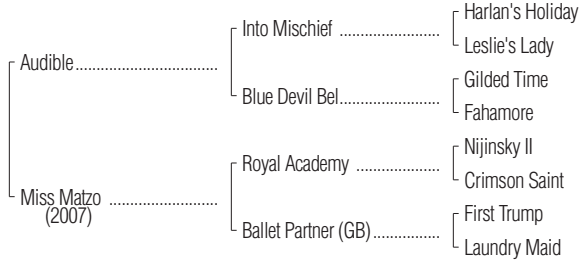 Harlan's Holiday
Into Mischief ....................
Leslie's Lady
Audible.................................
Gilded Time
Blue Devil Bel.......................
Fahamore
Nijinsky II
Royal Academy .................
Crimson Saint
Miss Matzo .........................
(2007)
First Trump
Ballet Partner (GB)...............
Laundry Maid